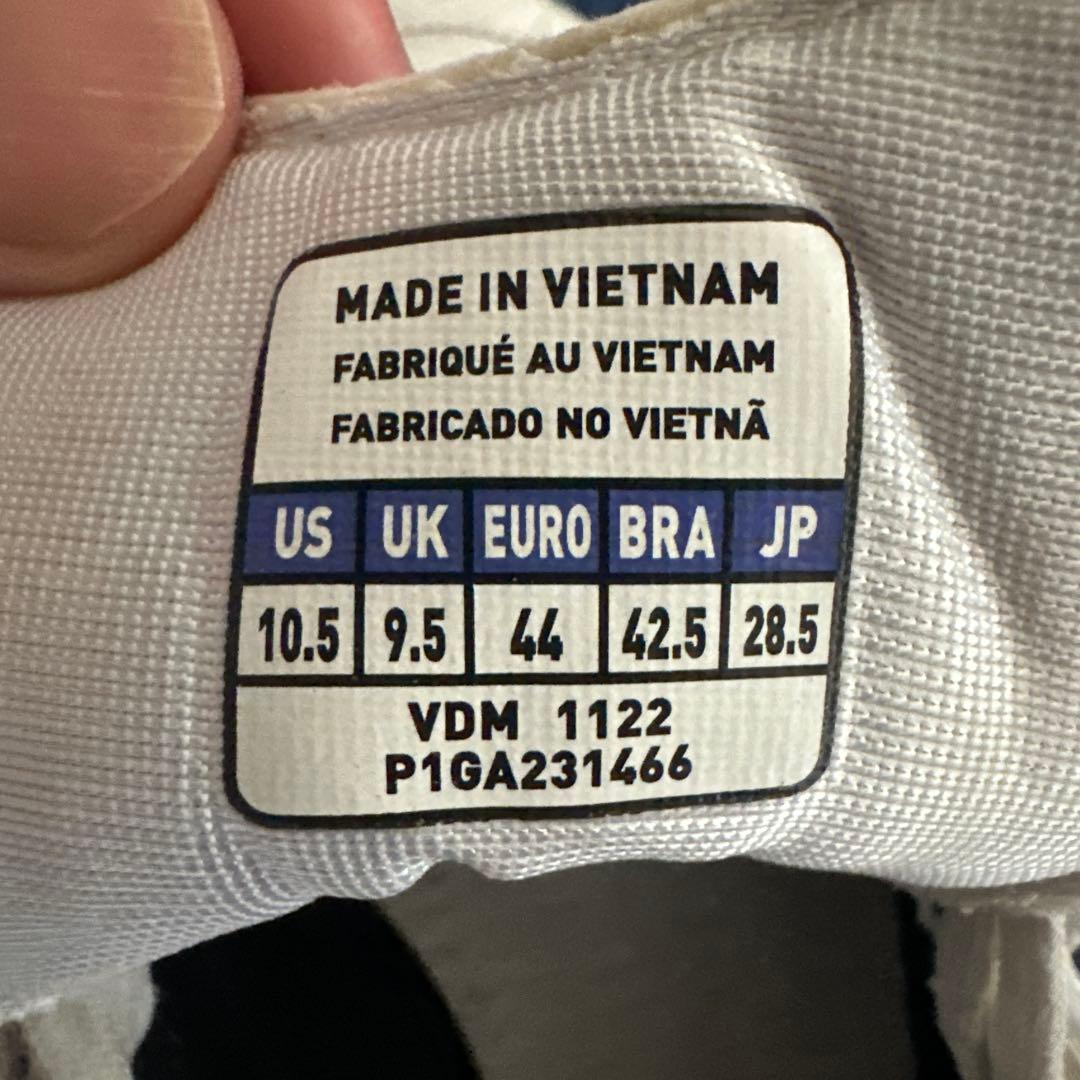 MADE IN VIETNAM
FABRIQUÉ AU VIETNAM
FABRICADO NO VIETNÃ
US UK EURO BRA JP
10.5 9.5 44 42.5 28.5
VDM 1122
P1GA231466